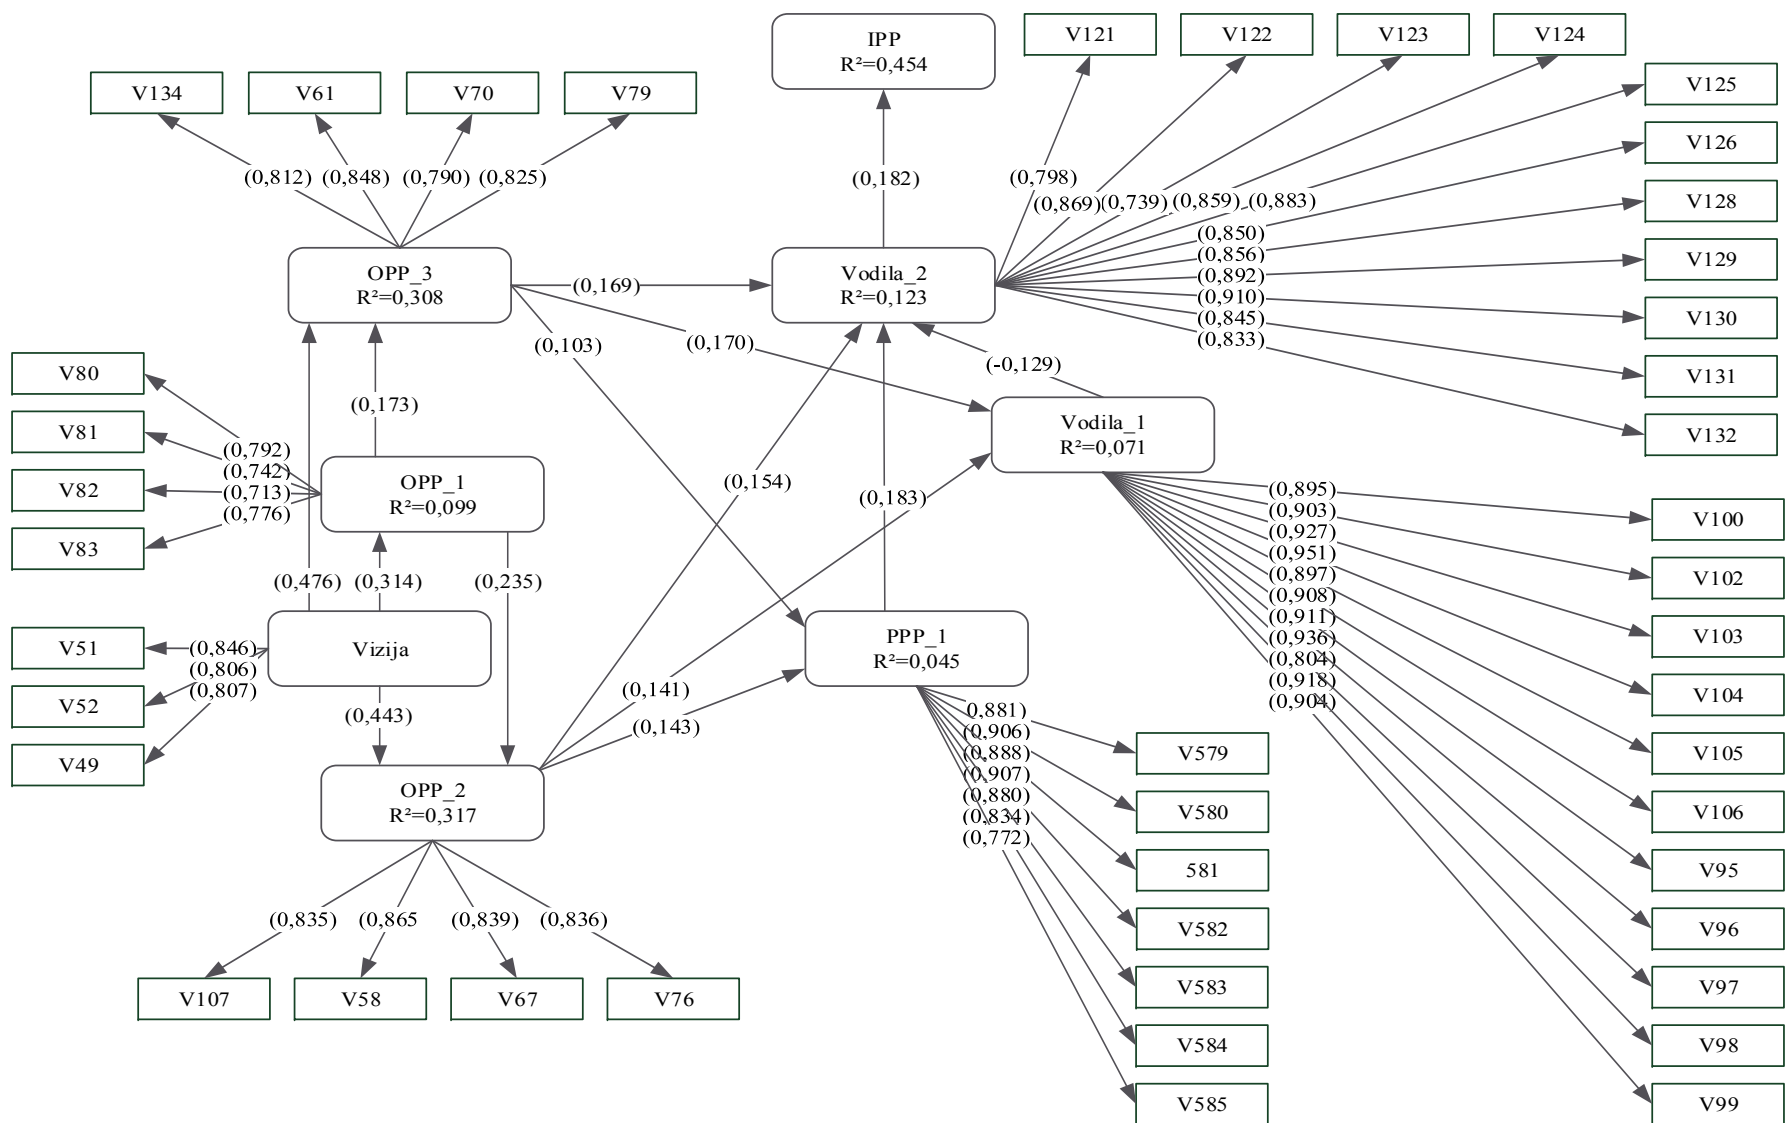 IPP
R²=0,454
V121
V122
V123
V124
V134
V61
V70
V79
V125
V126
V128
V129
V130
V131
V132
(0,812)
(0,848)
(0,790)
(0,825)
(0,182)
(0,798)
(0,869)
(0,739)
(0,859)
(0,883)
(0,850)
(0,856)
(0,892)
(0,910)
(0,845)
(0,833)
OPP_3
R²=0,308
(0,169)
Vodila_2
R²=0,123
(0,103)
(0,170)
(-0,129)
V80
V81
V82
V83
(0,792)
(0,742)
(0,713)
(0,776)
(0,173)
OPP_1
R²=0,099
Vodila_1
R²=0,071
(0,154)
(0,183)
(0,476)
(0,314)
(0,235)
(0,895)
(0,903)
(0,927)
(0,951)
(0,897)
(0,908)
(0,911)
(0,936)
(0,804)
(0,918)
(0,904)
V100
V102
V103
V104
V105
V106
V95
V96
V97
V98
V99
V51
V52
V49
(0,846)
(0,806)
(0,807)
Vizija
PPP_1
R²=0,045
(0,443)
(0,141)
(0,143)
OPP_2
R²=0,317
(0,881)
(0,906)
(0,888)
(0,907)
(0,880)
(0,834)
(0,772)
V579
V580
581
V582
V583
V584
V585
(0,835)
(0,865
(0,839)
(0,836)
V107
V58
V67
V76